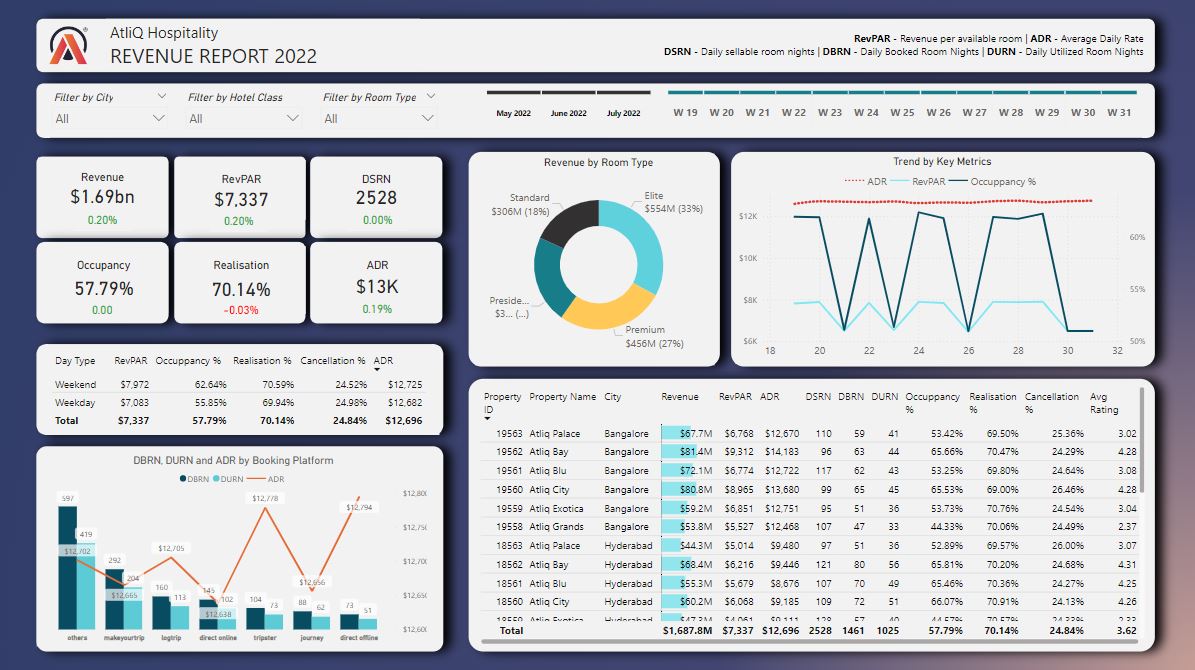 AtliQ Hospitality
REVENUE REPORT 2022
RevPAR - Revenue per available room | ADR - Average Daily Rate
DSRN - Daily sellable room nights | DBRN - Daily Booked Room Nights | DURN - Daily Utilized Room Nights
Filter by City
All
Filter by Hotel Class
All
Filter by Room Type
All
May 2022 June 2022 July 2022
W 19 W 20 W 21 W 22 W 23 W 24 W 25 W 26 W 27 W 28 W 29 W 30 W 31
Revenue
$1.69bn
0.20%
RevPAR
$7,337
0.20%
DSRN
2528
0.00%
Occupancy
57.79%
0.00
Realisation
70.14%
-0.03%
ADR
$13K
0.19%
Revenue by Room Type
Standard
$306M (18%)
Elite
$554M (33%)
Preside...
$3... (...)
Premium
$456M (27%)
Trend by Key Metrics
ADR RevPAR Occupancy %
$12K
$10K
$8K
$6K
60%
55%
50%
18 20 22 24 26 28 30 32
Day Type RevPAR Occuppancy % Realisation % Cancellation % ADR
Weekend $7,972 62.64% 70.59% 24.52% $12,725
Weekday $7,083 55.85% 69.94% 24.98% $12,682
Total $7,337 57.79% 70.14% 24.84% $12,696
DBRN, DURN and ADR by Booking Platform
DBRN DURN ADR
597
419
$12,702
292
204
$12,665
$12,705
160
113
145
102
$12,638
$12,778
104
73
$12,656
88
62
$12,794
73
51
$12,80(
$12,75(
$12,70(
$12,65(
$12,60(
others makeyourtrip logtrip direct online tripster journey direct offline
Property ID Property Name City Revenue RevPAR ADR DSRN DBRN DURN Occuppancy % Realisation % Cancellation % Avg Rating
19563 Atliq Palace Bangalore $67.7M $6,768 $12,670 110 59 41 53.42% 69.50% 25.36% 3.02
19562 Atliq Bay Bangalore $81.4M $9,312 $14,183 96 63 44 65.66% 70.47% 24.29% 4.28
19561 Atliq Blu Bangalore $72.1M $6,774 $12,722 117 62 43 53.25% 69.80% 24.64% 3.08
19560 Atliq City Bangalore $80.8M $8,965 $13,680 99 65 45 65.53% 69.00% 26.46% 4.28
19559 Atliq Exotica Bangalore $59.2M $6,851 $12,751 95 51 36 53.73% 70.76% 24.54% 3.04
19558 Atliq Grands Bangalore $53.8M $5,527 $12,468 107 47 33 44.33% 70.06% 24.49% 2.37
18563 Atliq Palace Hyderabad $44.3M $5,014 $9,480 97 51 36 52.89% 69.57% 26.00% 3.07
18562 Atliq Bay Hyderabad $68.4M $6,216 $9,446 121 80 56 65.81% 70.20% 24.68% 4.31
18561 Atliq Blu Hyderabad $55.3M $5,679 $8,676 107 70 49 65.46% 70.36% 24.27% 4.25
18560 Atliq City Hyderabad $60.2M $6,068 $9,185 109 72 51 66.07% 70.91% 24.13% 4.26
Atliq Exotica Hyderabad
Total $1,687.8M $7,337 $12,696 2528 1461 1025 57.79% 70.14% 24.84% 3.62